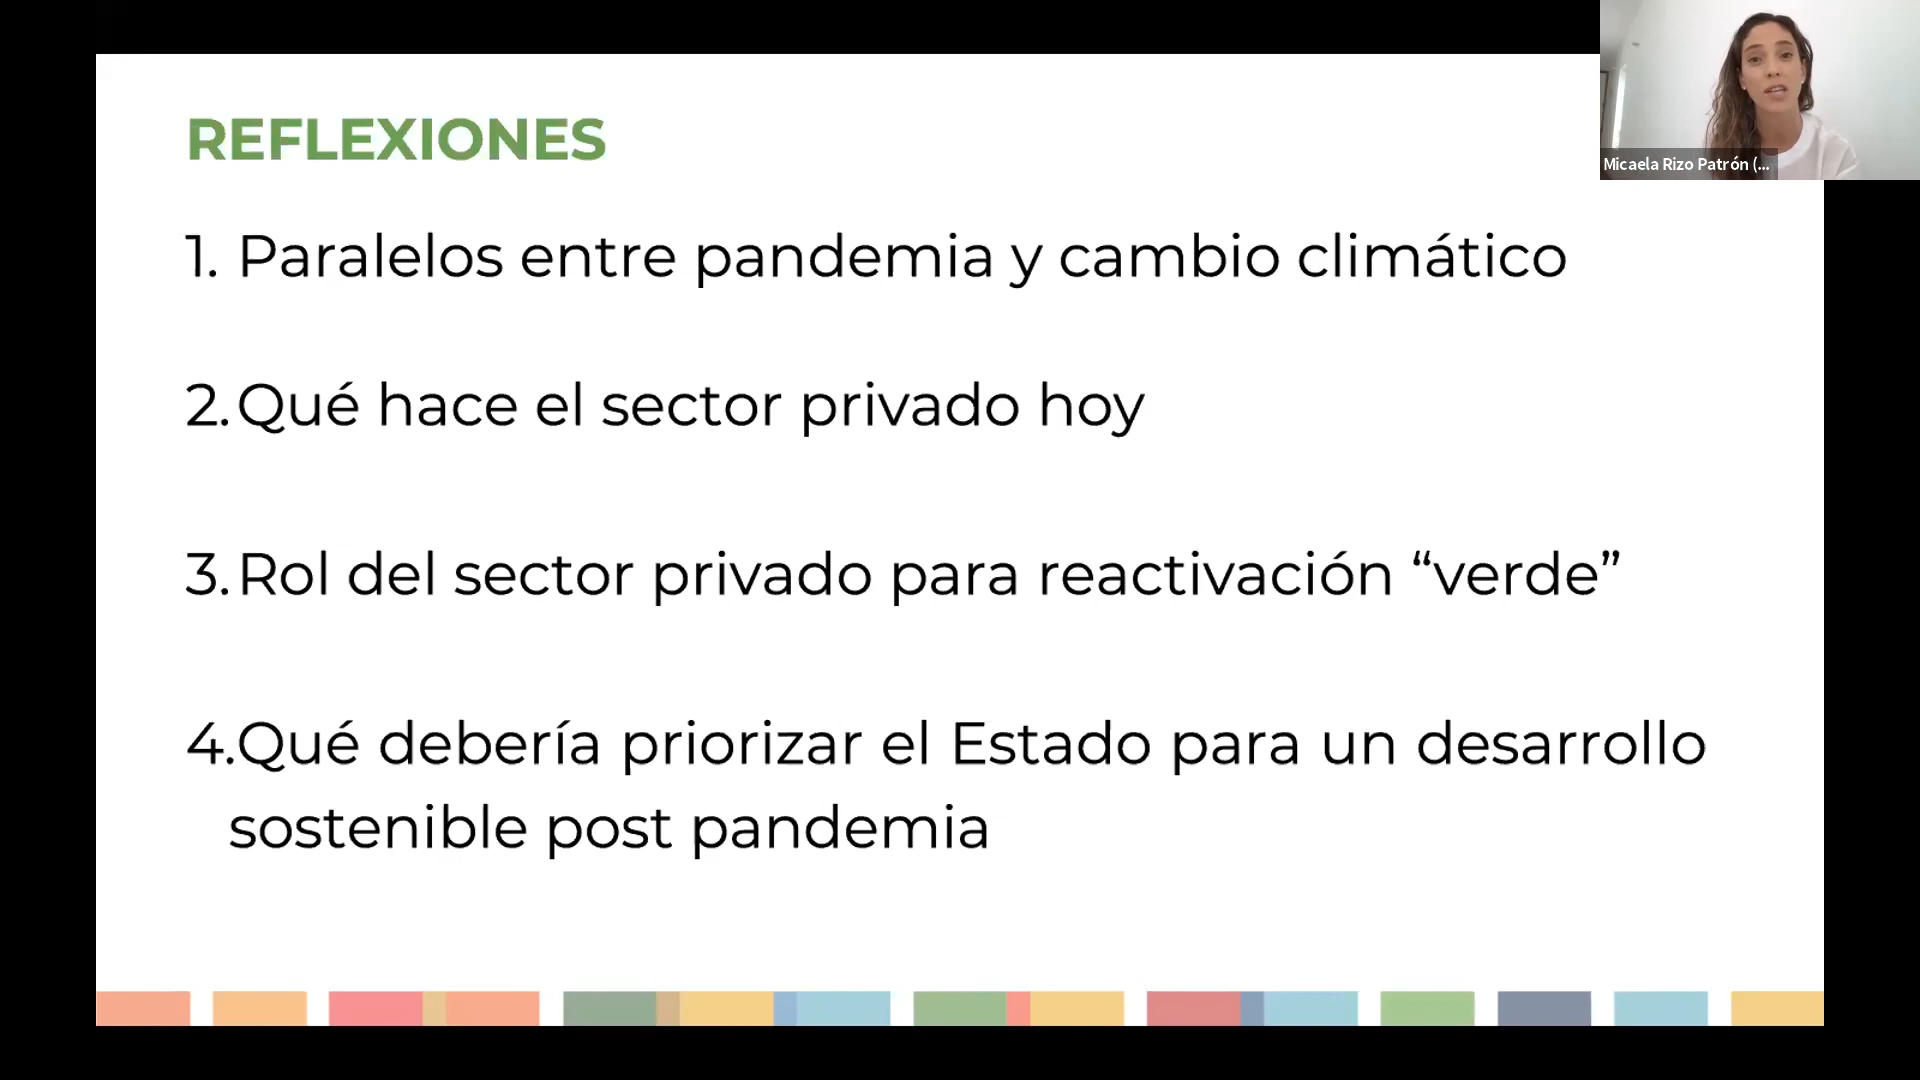 REFLEXIONES
Micaela Rizo Patrón (...
1. Paralelos entre pandemia y cambio climático
2. Qué hace el sector privado hoy
3. Rol del sector privado para reactivación “verde”
4. Qué debería priorizar el Estado para un desarrollo
sostenible post pandemia